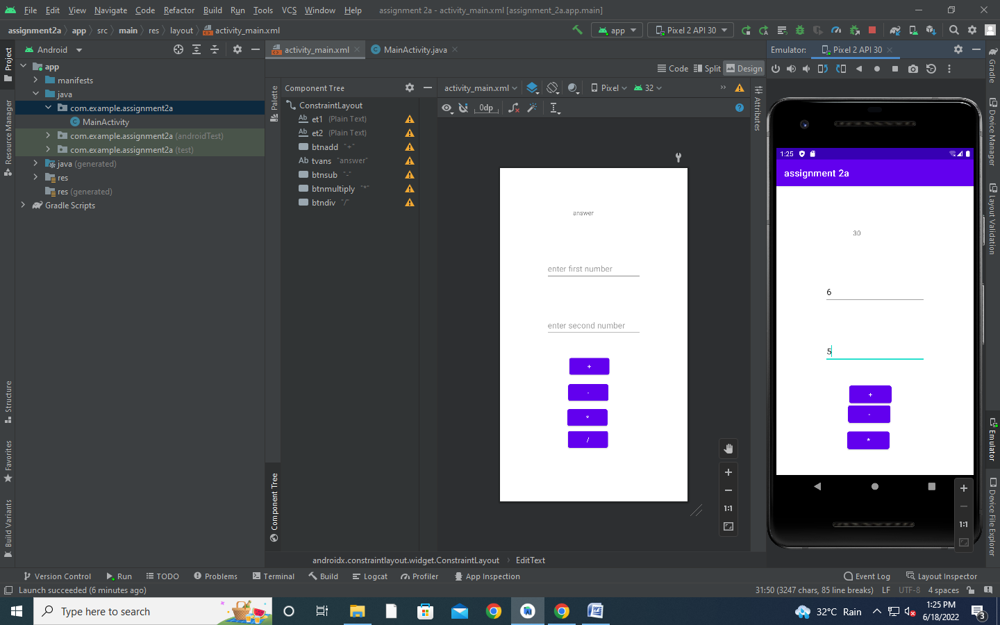 File Edit View Navigate Code Refactor Build Run Tools VCS Window Help assignment 2a - activity_main.xml [assignment_2a.app.main]
assignment2a app src main res layout activity_main.xml app Pixel 2 API 30
Android
activity_main.xml MainActivity.java
Emulator: Pixel 2 API 30
app
manifests
java
com.example.assignment2a
MainActivity
com.example.assignment2a (androidTest)
com.example.assignment2a (test)
java (generated)
res
res (generated)
Gradle Scripts
Project
Resource Manager
Structure
Favorites
Build Variants
Code Split Design
Palette
Component Tree
ConstraintLayout
et1 (Plain Text)
et2 (Plain Text)
btnadd "+"
tvans "answer"
btnsub "-"
btnmultiply "*"
btndiv "/"
Component Tree
activity_main.xml Pixel 32
0dp
Attributes
answer
enter first number
enter second number
+
-
*
/
1:1
1:25
assignment 2a
30
6
5
+
-
*
1:1
Gradle
Device Manager
Layout Validation
Emulator
Device File Explorer
androidx.constraintlayout.widget.ConstraintLayout EditText
Version Control Run TODO Problems Terminal Build Logcat Profiler App Inspection Event Log Layout Inspector
Launch succeeded (6 minutes ago) 31:50 (3247 chars, 85 line breaks) LF UTF-8 4 spaces
Type here to search
32°C Rain
1:25 PM
6/18/2022
3